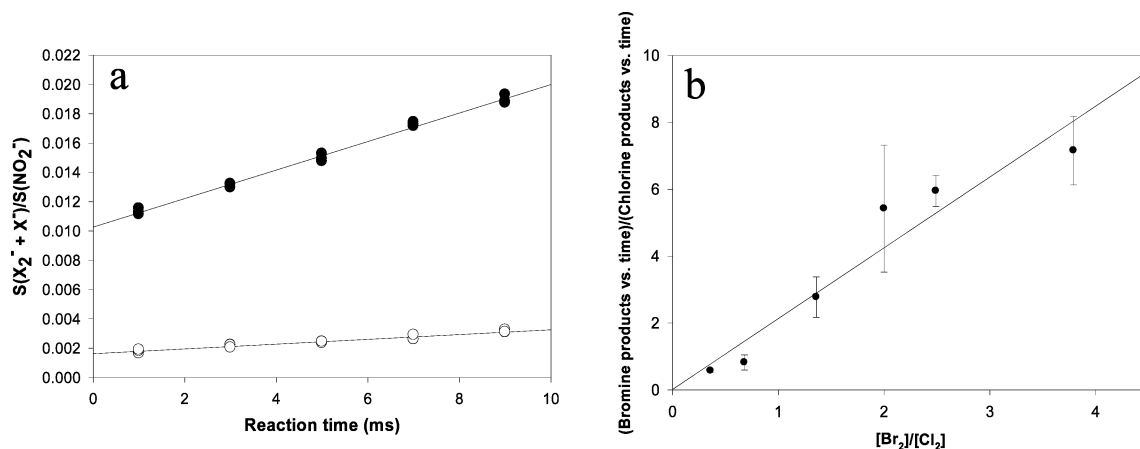 a
0.022
0.020
0.018
0.016
0.014
0.012
0.010
0.008
0.006
0.004
0.002
0.000
S(X₂⁻ + X⁻)/S(NO₂⁻)
0 2 4 6 8 10
Reaction time (ms)
b
10
8
6
4
2
0
(Bromine products vs. time)/(Chlorine products vs. time)
0 1 2 3 4
[Br₂]/[Cl₂]